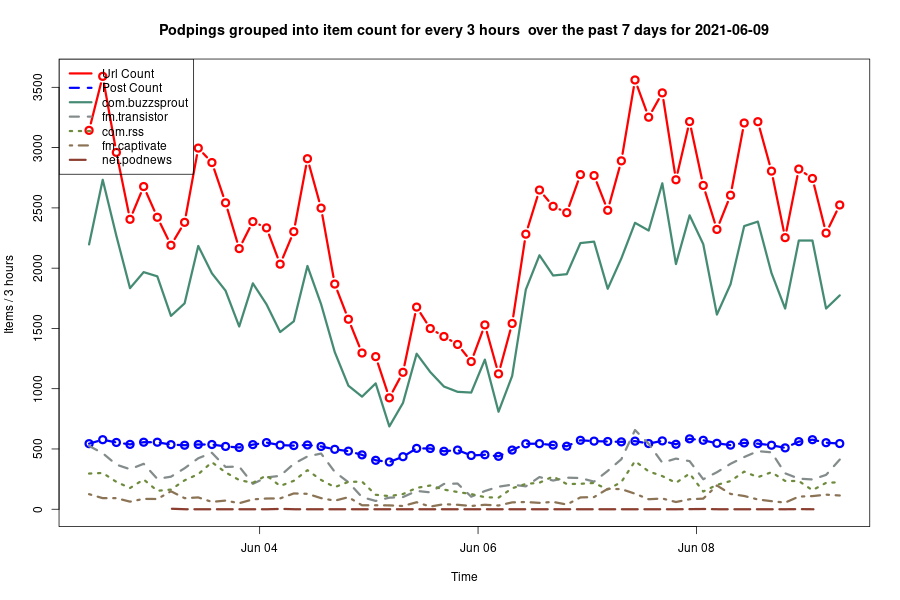 Podpings grouped into item count for every 3 hours  over the past 7 days for 2021-06-09
Url Count
Post Count
com.buzzsprout
fm.transistor
com.rss
fm.captivate
net.podnews
Items / 3 hours
3500
3000
2500
2000
1500
1000
500
0
Jun 04
Jun 06
Jun 08
Time